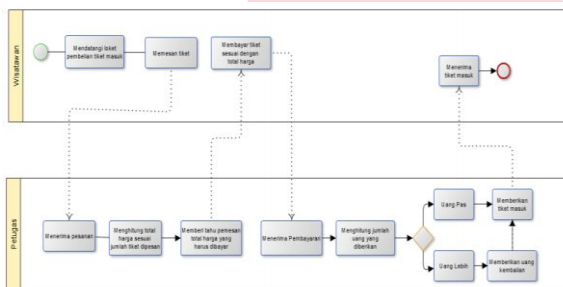 Wisatawan
Mendatangi loket
pembelian tiket masuk
Memesan tiket
Membayar tiket
sesuai dengan
total harga
Menerima
tiket masuk
Petugas
Menerima pesanan
Menghitung total
harga sesuai
jumlah tiket dipesan
Memberi tahu pemesan
total harga yang
harus dibayar
Menerima Pembayaran
Menghitung jumlah
uang yang
diberikan
Uang Pas
Memberikan
tiket masuk
Uang Lebih
Memberikan uang
kembalian